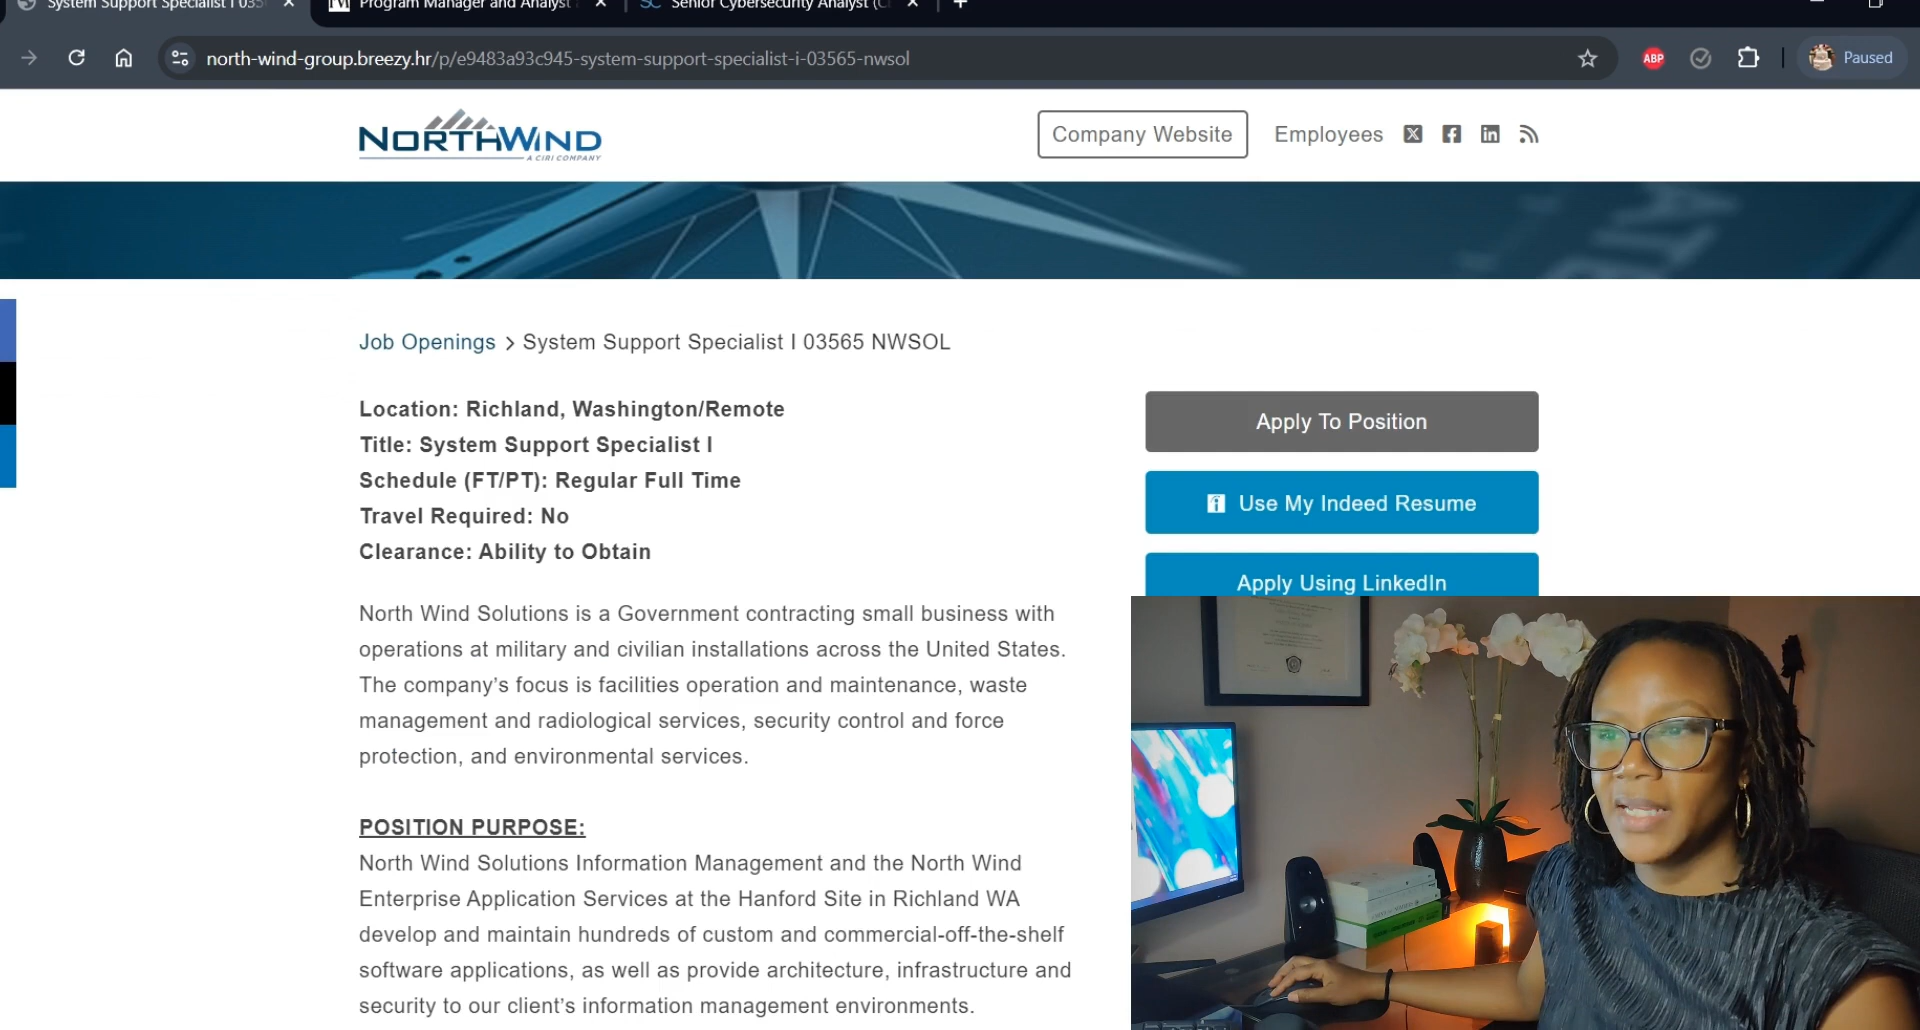 System Support Specialist I 035
Program Manager and Analyst
SC Senior Cybersecurity Analyst (C
north-wind-group.breezy.hr/p/e9483a93c945-system-support-specialist-i-03565-nwsol
ABP
Paused
NORTHWIND
A CIRI COMPANY
Company Website
Employees
Job Openings > System Support Specialist I 03565 NWSOL
Location: Richland, Washington/Remote
Title: System Support Specialist I
Schedule (FT/PT): Regular Full Time
Travel Required: No
Clearance: Ability to Obtain
Apply To Position
Use My Indeed Resume
Apply Using LinkedIn
North Wind Solutions is a Government contracting small business with
operations at military and civilian installations across the United States.
The company’s focus is facilities operation and maintenance, waste
management and radiological services, security control and force
protection, and environmental services.
POSITION PURPOSE:
North Wind Solutions Information Management and the North Wind
Enterprise Application Services at the Hanford Site in Richland WA
develop and maintain hundreds of custom and commercial-off-the-shelf
software applications, as well as provide architecture, infrastructure and
security to our client’s information management environments.